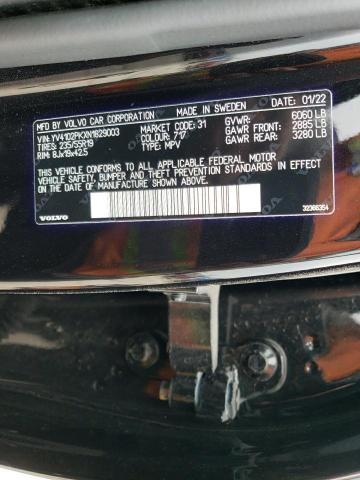 MFD BY VOLVO CAR CORPORATION MADE IN SWEDEN 01/22
VIN: YV4102PKXN1829003 MARKET CODE: 31 GVWR: 6060 LB
TIRES: 235/55R19 COLOUR: 717 GAWR FRONT: 2885 LB
RIM: 8Jx19x42.5 TYPE: MPV GAWR REAR: 3280 LB
THIS VEHICLE CONFORMS TO ALL APPLICABLE FEDERAL MOTOR
VEHICLE SAFETY, BUMPER AND THEFT PREVENTION STANDARDS IN EFFECT
ON THE DATE OF MANUFACTURE SHOWN ABOVE
VOLVO 32366354